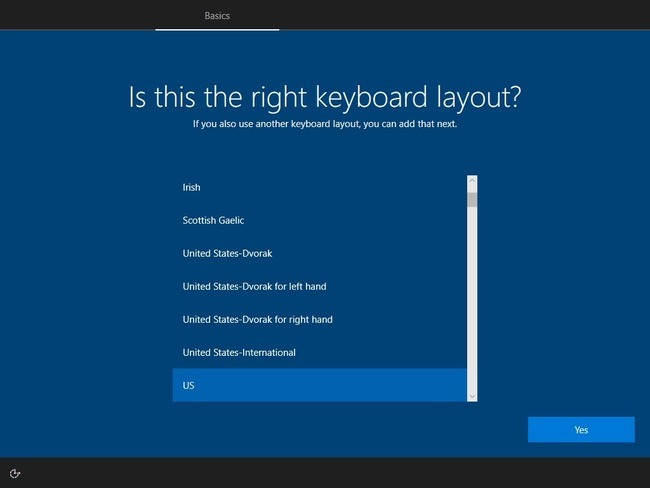 Basics
Is this the right keyboard layout?
If you also use another keyboard layout, you can add that next.
Irish
Scottish Gaelic
United States-Dvorak
United States-Dvorak for left hand
United States-Dvorak for right hand
United States-International
US
Yes